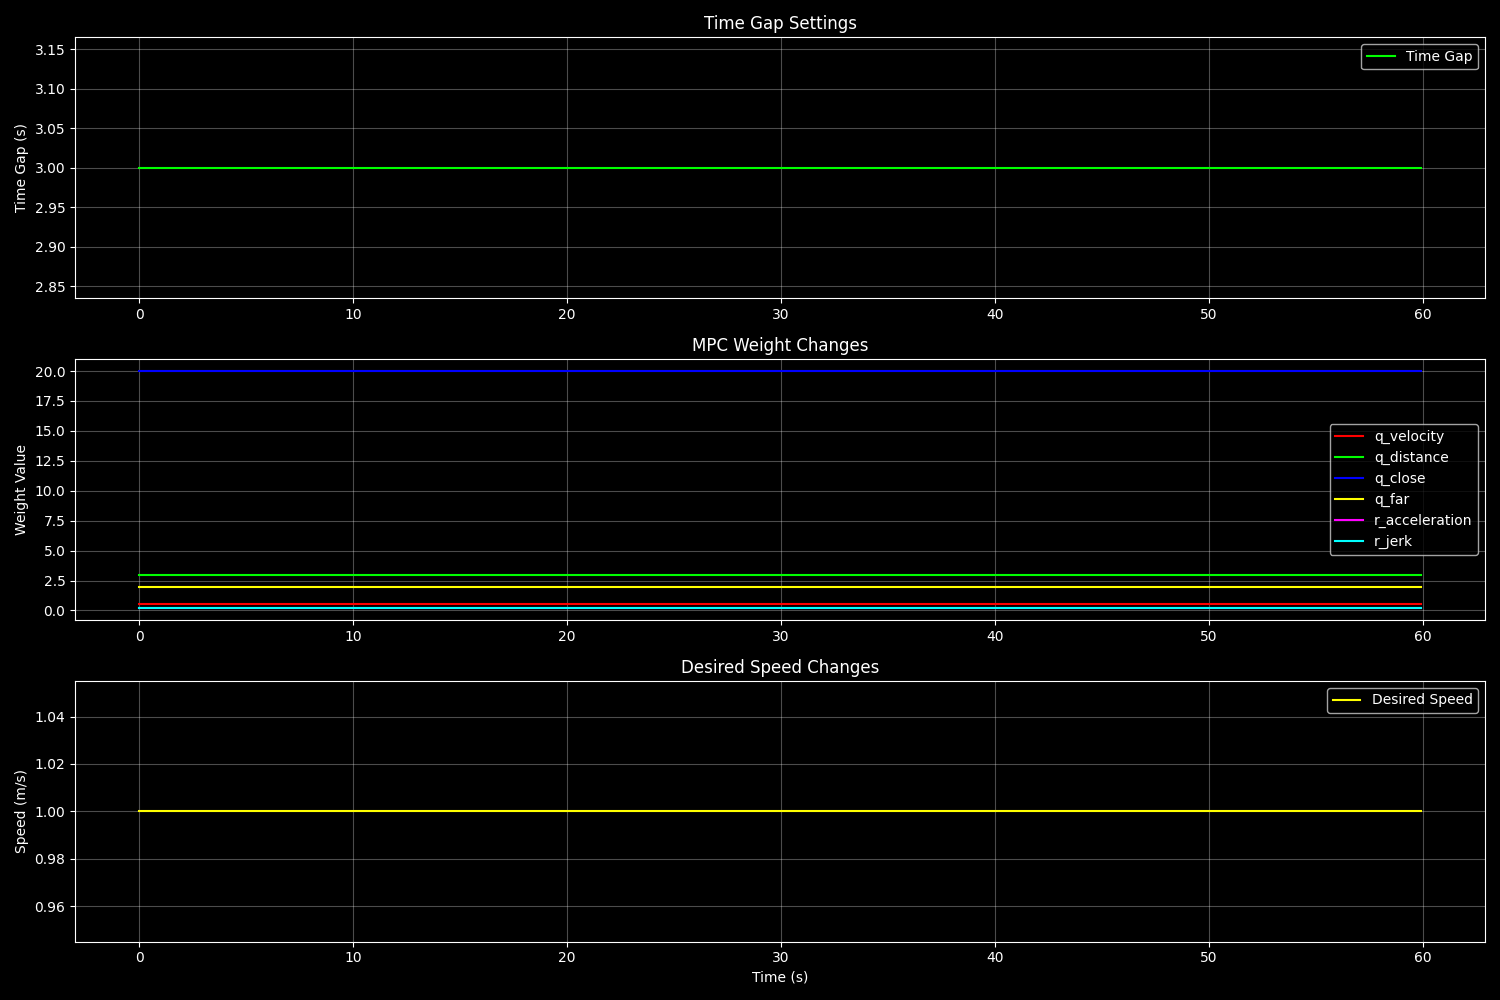 Time Gap Settings
Time Gap
3.15
3.10
3.05
3.00
2.95
2.90
2.85
Time Gap (s)
0 10 20 30 40 50 60
MPC Weight Changes
20.0
17.5
15.0
12.5
10.0
7.5
5.0
2.5
0.0
Weight Value
q_velocity
q_distance
q_close
q_far
r_acceleration
r_jerk
0 10 20 30 40 50 60
Desired Speed Changes
Desired Speed
1.04
1.02
1.00
0.98
0.96
Speed (m/s)
0 10 20 30 40 50 60
Time (s)